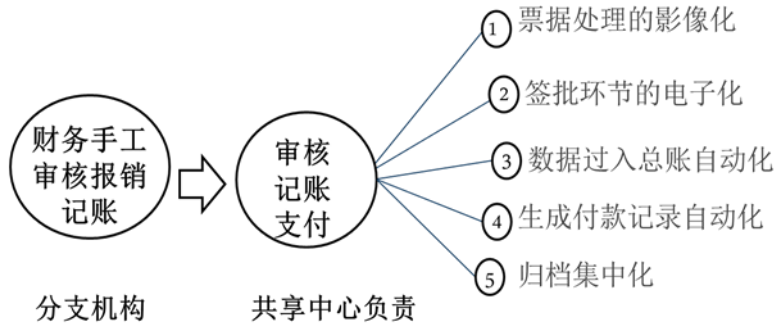 财务手工
审核报销
记账
分支机构
审核
记账
支付
共享中心负责
1 票据处理的影像化
2 签批环节的电子化
3 数据过入总账自动化
4 生成付款记录自动化
5 归档集中化